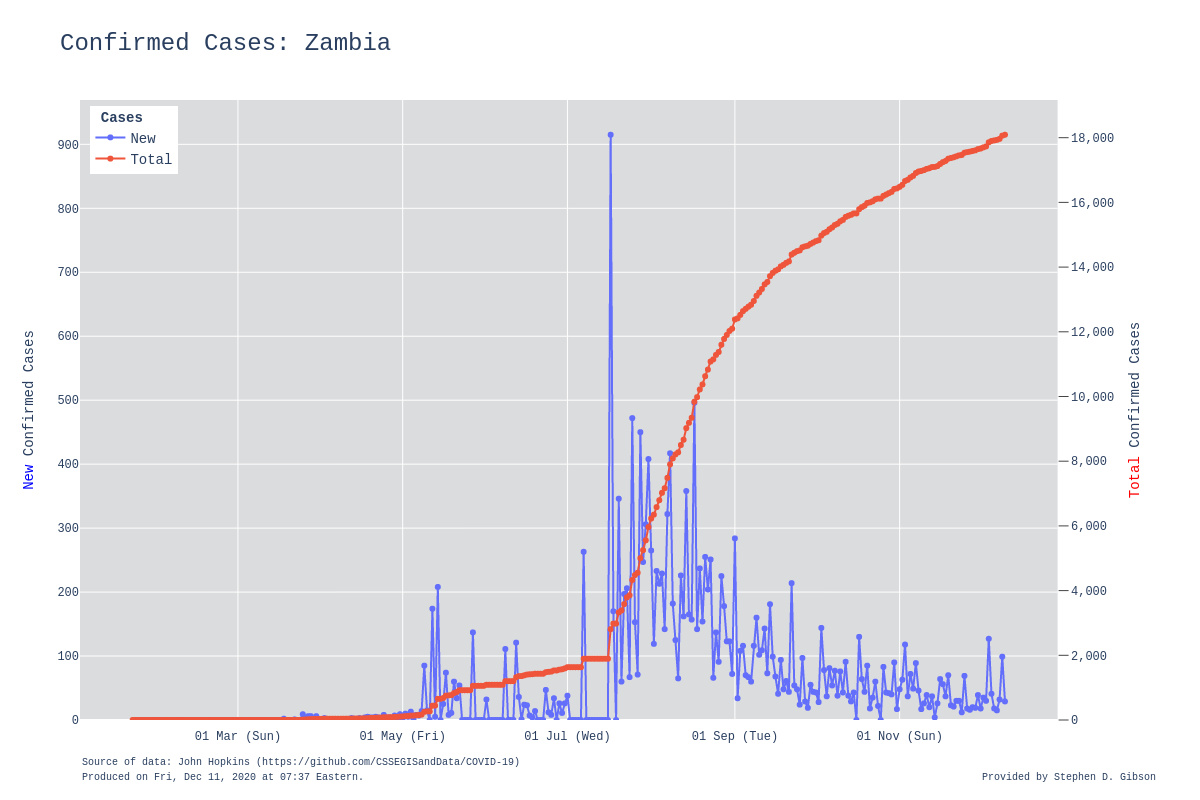 Confirmed Cases: Zambia
Cases
New
Total
900
800
700
600
500
400
300
200
100
0
18,000
16,000
14,000
12,000
10,000
8,000
6,000
4,000
2,000
0
New Confirmed Cases
Total Confirmed Cases
01 Mar (Sun)
01 May (Fri)
01 Jul (Wed)
01 Sep (Tue)
01 Nov (Sun)
Source of data: John Hopkins (https://github.com/CSSEGISandData/COVID-19)
Produced on Fri, Dec 11, 2020 at 07:37 Eastern.
Provided by Stephen D. Gibson